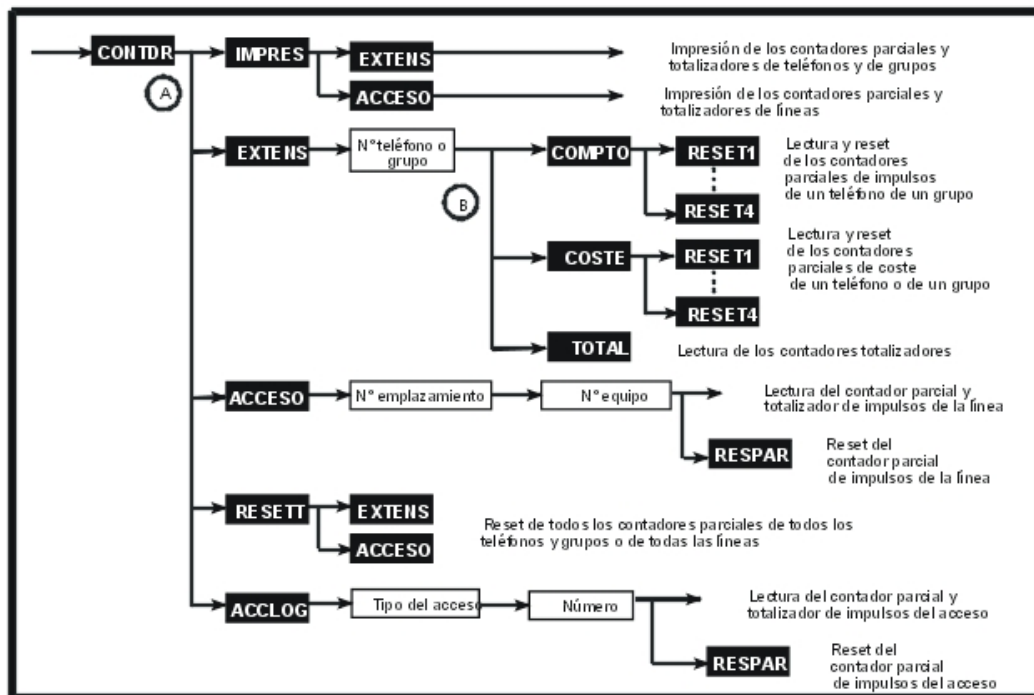 CONTDR
A
IMPRES
EXTENS
Impresión de los contadores parciales y
totalizadores de teléfonos y de grupos
ACCESO
Impresión de los contadores parciales y
totalizadores de líneas
EXTENS
N° teléfono o
grupo
B
COMPTO
RESET1
RESET4
Lectura y reset
de los contadores
parciales de impulsos
de un teléfono de un grupo
COSTE
RESET1
RESET4
Lectura y reset
de los contadores
parciales de coste
de un teléfono o de un grupo
TOTAL
Lectura de los contadores totalizadores
ACCESO
N° emplazamiento
N° equipo
Lectura del contador parcial y
totalizador de impulsos de la línea
RESPAR
Reset del
contador parcial
de impulsos de la línea
RESETT
EXTENS
ACCESO
Reset de todos los contadores parciales de todos los
teléfonos y grupos o de todas las líneas
ACCLOG
Tipo del acceso
Número
Lectura del contador parcial y
totalizador de impulsos del acceso
RESPAR
Reset del
contador parcial
de impulsos del acceso